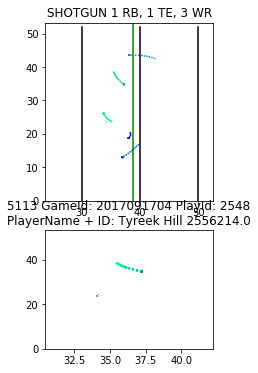 SHOTGUN 1 RB, 1 TE, 3 WR
50
40
30
20
10
0
30 40 50
5113 GameId: 2017091704 PlayId: 2548
PlayerName + ID: Tyreek Hill 2556214.0
40
20
0
32.5 35.0 37.5 40.0